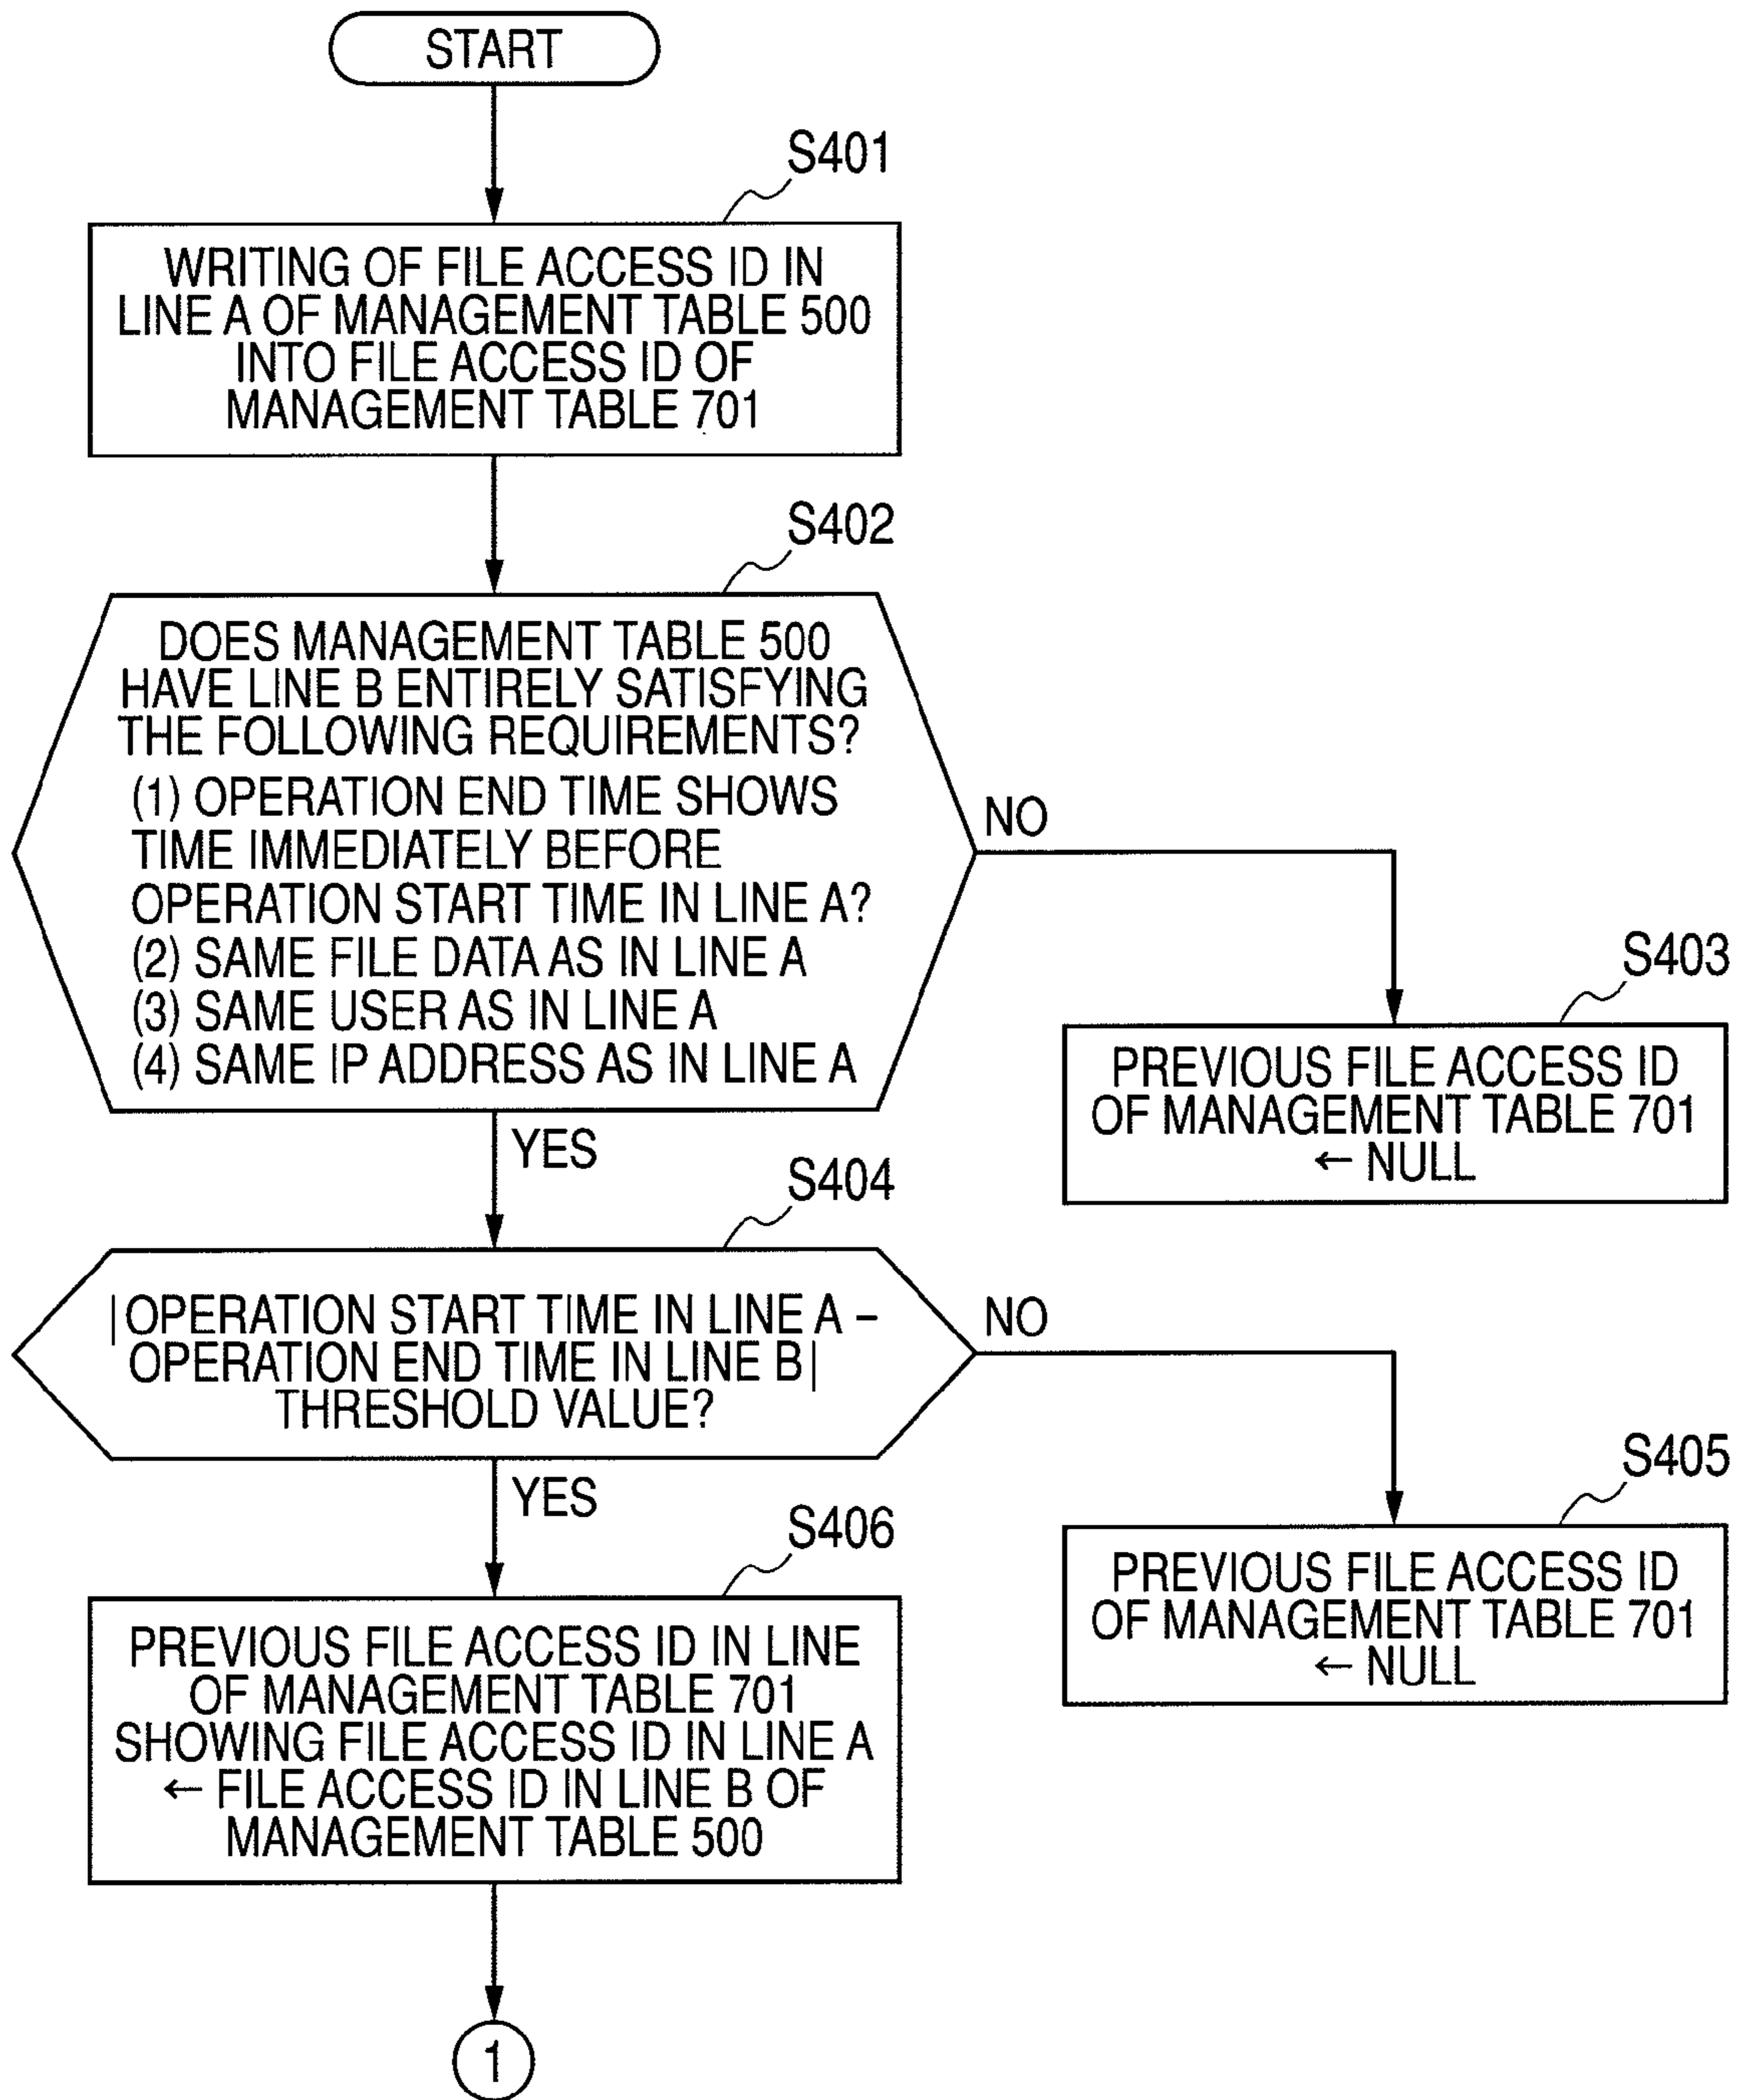 START
S401
WRITING OF FILE ACCESS ID IN
LINE A OF MANAGEMENT TABLE 500
INTO FILE ACCESS ID OF
MANAGEMENT TABLE 701
S402
DOES MANAGEMENT TABLE 500
HAVE LINE B ENTIRELY SATISFYING
THE FOLLOWING REQUIREMENTS?
(1) OPERATION END TIME SHOWS
TIME IMMEDIATELY BEFORE
OPERATION START TIME IN LINE A?
(2) SAME FILE DATA AS IN LINE A
(3) SAME USER AS IN LINE A
(4) SAME IP ADDRESS AS IN LINE A
NO
S403
PREVIOUS FILE ACCESS ID
OF MANAGEMENT TABLE 701
← NULL
YES
S404
| OPERATION START TIME IN LINE A –
OPERATION END TIME IN LINE B |
THRESHOLD VALUE?
NO
S405
PREVIOUS FILE ACCESS ID
OF MANAGEMENT TABLE 701
← NULL
YES
S406
PREVIOUS FILE ACCESS ID IN LINE
OF MANAGEMENT TABLE 701
SHOWING FILE ACCESS ID IN LINE A
← FILE ACCESS ID IN LINE B OF
MANAGEMENT TABLE 500
1